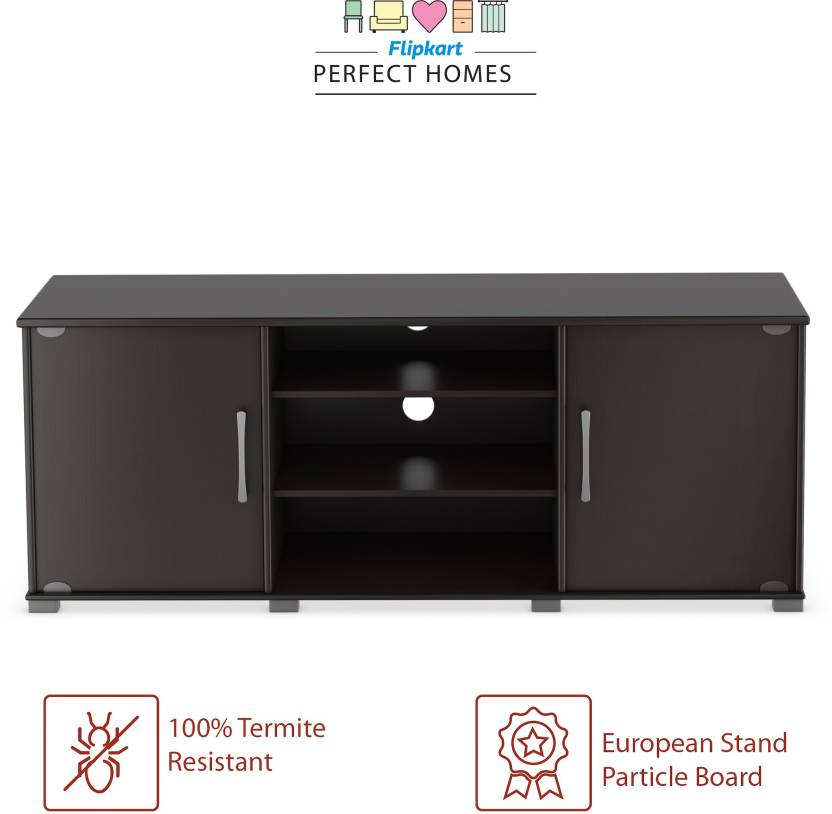 Flipkart
PERFECT HOMES
100% Termite
Resistant
European Stand
Particle Board